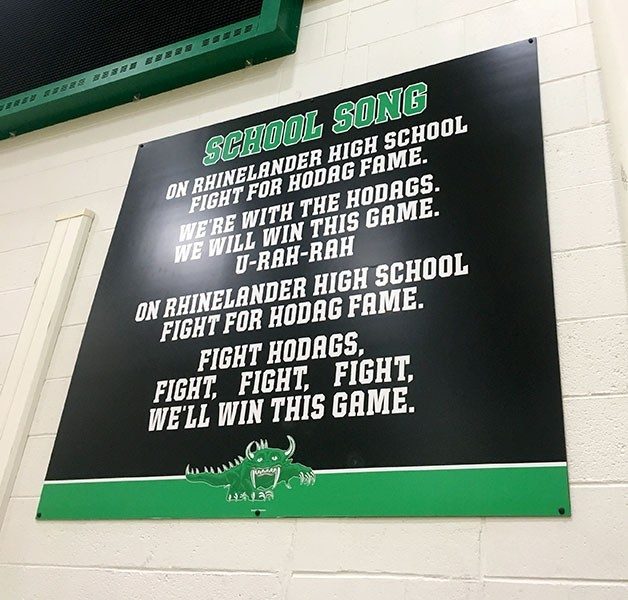 SCHOOL SONG
ON RHINELANDER HIGH SCHOOL
FIGHT FOR HODAG FAME.
WE'RE WITH THE HODAGS.
WE WILL WIN THIS GAME.
U-RAH-RAH
ON RHINELANDER HIGH SCHOOL
FIGHT FOR HODAG FAME.
FIGHT HODAGS,
FIGHT, FIGHT, FIGHT,
WE'LL WIN THIS GAME.